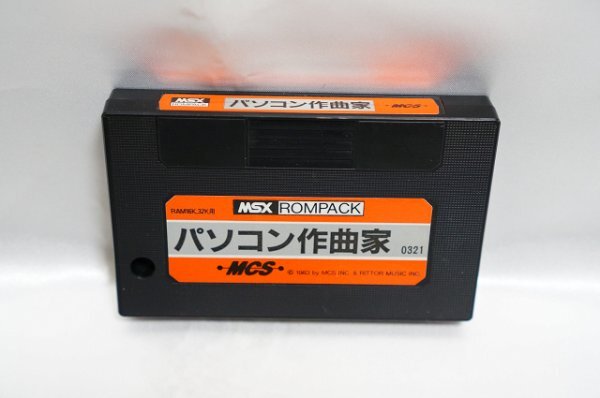 MSX
ROMPACK
パソコン作曲家
-MCS-
RAM16K,32K用
MSX ROMPACK
パソコン作曲家 0321
MCS
© 1983 by MCS INC. & RITTOR MUSIC INC.